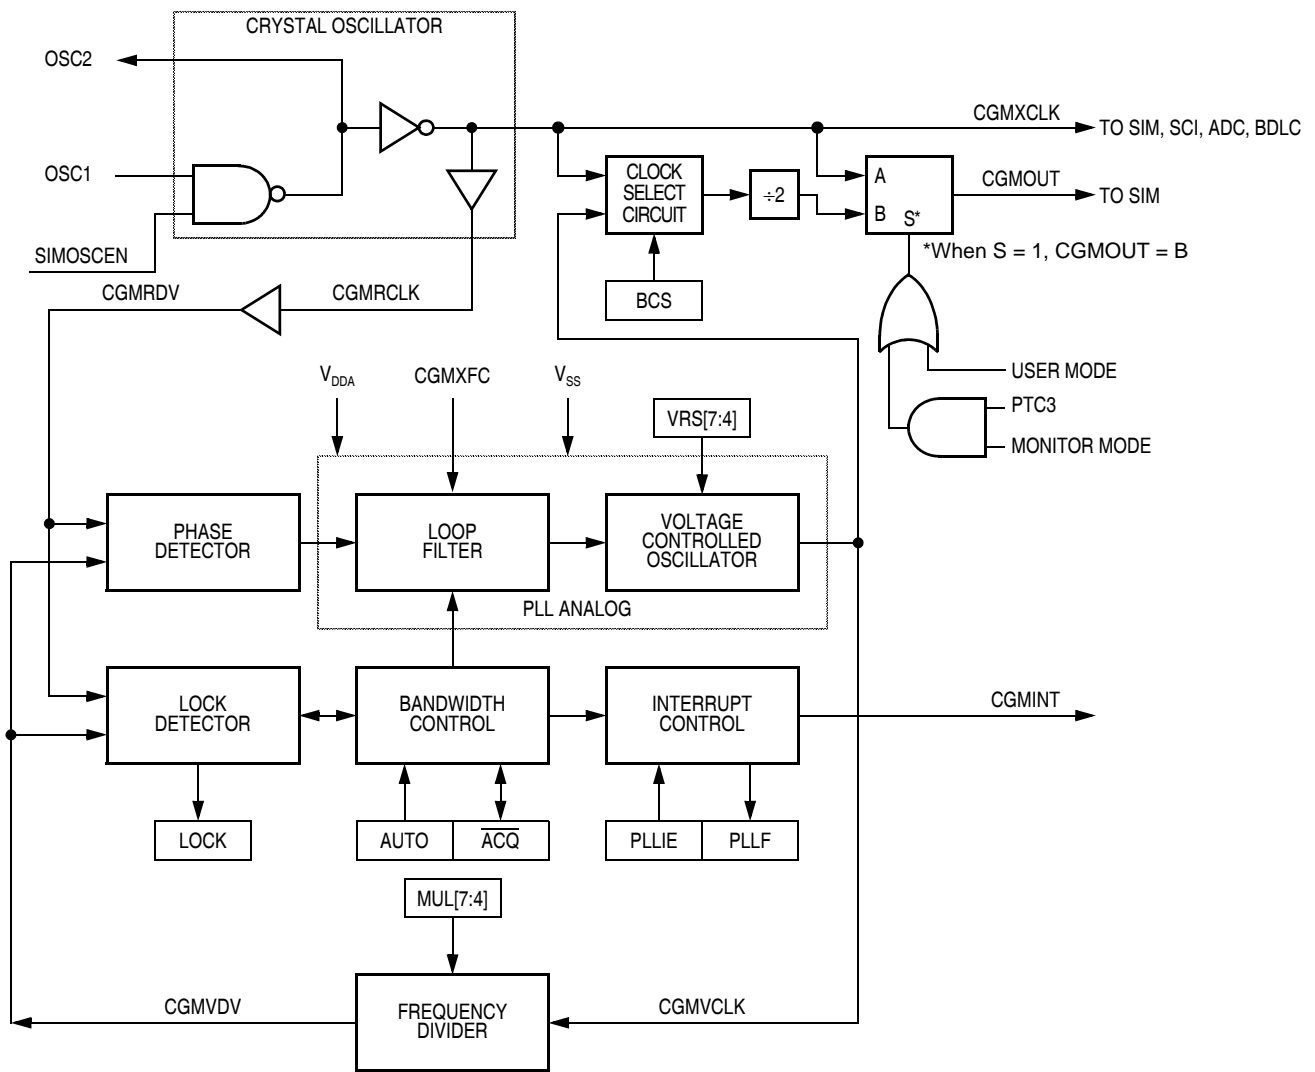 CRYSTAL OSCILLATOR
OSC2
CGMXCLK
TO SIM, SCI, ADC, BDLC
OSC1
CLOCK
SELECT
CIRCUIT
÷2
A
B
S*
CGMOUT
TO SIM
*When S = 1, CGMOUT = B
SIMOSCEN
CGMRDV
CGMRCLK
BCS
USER MODE
PTC3
MONITOR MODE
VDDA
CGMXFC
VSS
VRS[7:4]
PHASE
DETECTOR
LOOP
FILTER
VOLTAGE
CONTROLLED
OSCILLATOR
PLL ANALOG
LOCK
DETECTOR
BANDWIDTH
CONTROL
INTERRUPT
CONTROL
CGMINT
LOCK
AUTO
ACQ
PLLIE
PLLF
MUL[7:4]
CGMVDV
FREQUENCY
DIVIDER
CGMVCLK